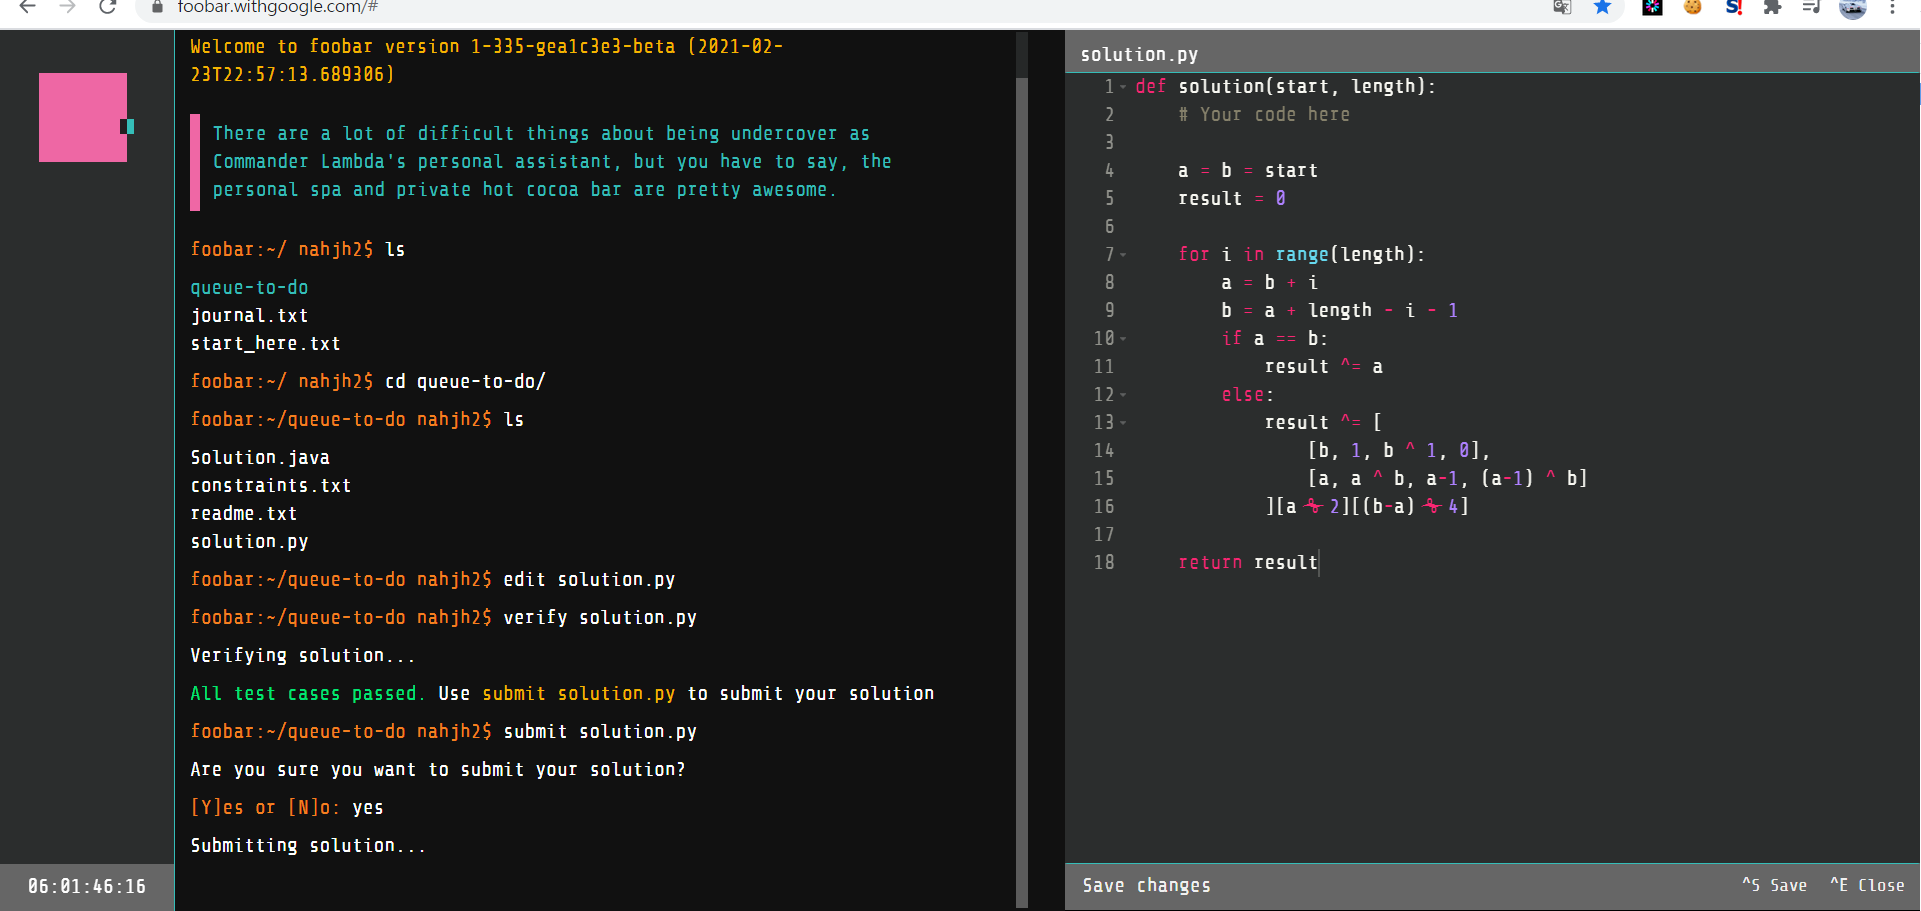 foobar.withgoogle.com/#
Welcome to foobar version 1-335-gea1c3e3-beta (2021-02-
23T22:57:13.689306)
There are a lot of difficult things about being undercover as
Commander Lambda's personal assistant, but you have to say, the
personal spa and private hot cocoa bar are pretty awesome.
foobar:~/ nahjh2$ ls
queue-to-do
journal.txt
start_here.txt
foobar:~/ nahjh2$ cd queue-to-do/
foobar:~/queue-to-do nahjh2$ ls
Solution.java
constraints.txt
readme.txt
solution.py
foobar:~/queue-to-do nahjh2$ edit solution.py
foobar:~/queue-to-do nahjh2$ verify solution.py
Verifying solution...
All test cases passed. Use submit solution.py to submit your solution
foobar:~/queue-to-do nahjh2$ submit solution.py
Are you sure you want to submit your solution?
[Y]es or [N]o: yes
Submitting solution...
06:01:46:16
solution.py
1 def solution(start, length):
2 # Your code here
3
4 a = b = start
5 result = 0
6
7 for i in range(length):
8 a = b + i
9 b = a + length - i - 1
10 if a == b:
11 result ^= a
12 else:
13 result ^= [
14 [b, 1, b ^ 1, 0],
15 [a, a ^ b, a-1, (a-1) ^ b]
16 ][a % 2][(b-a) % 4]
17
18 return result
Save changes
^S Save ^E Close